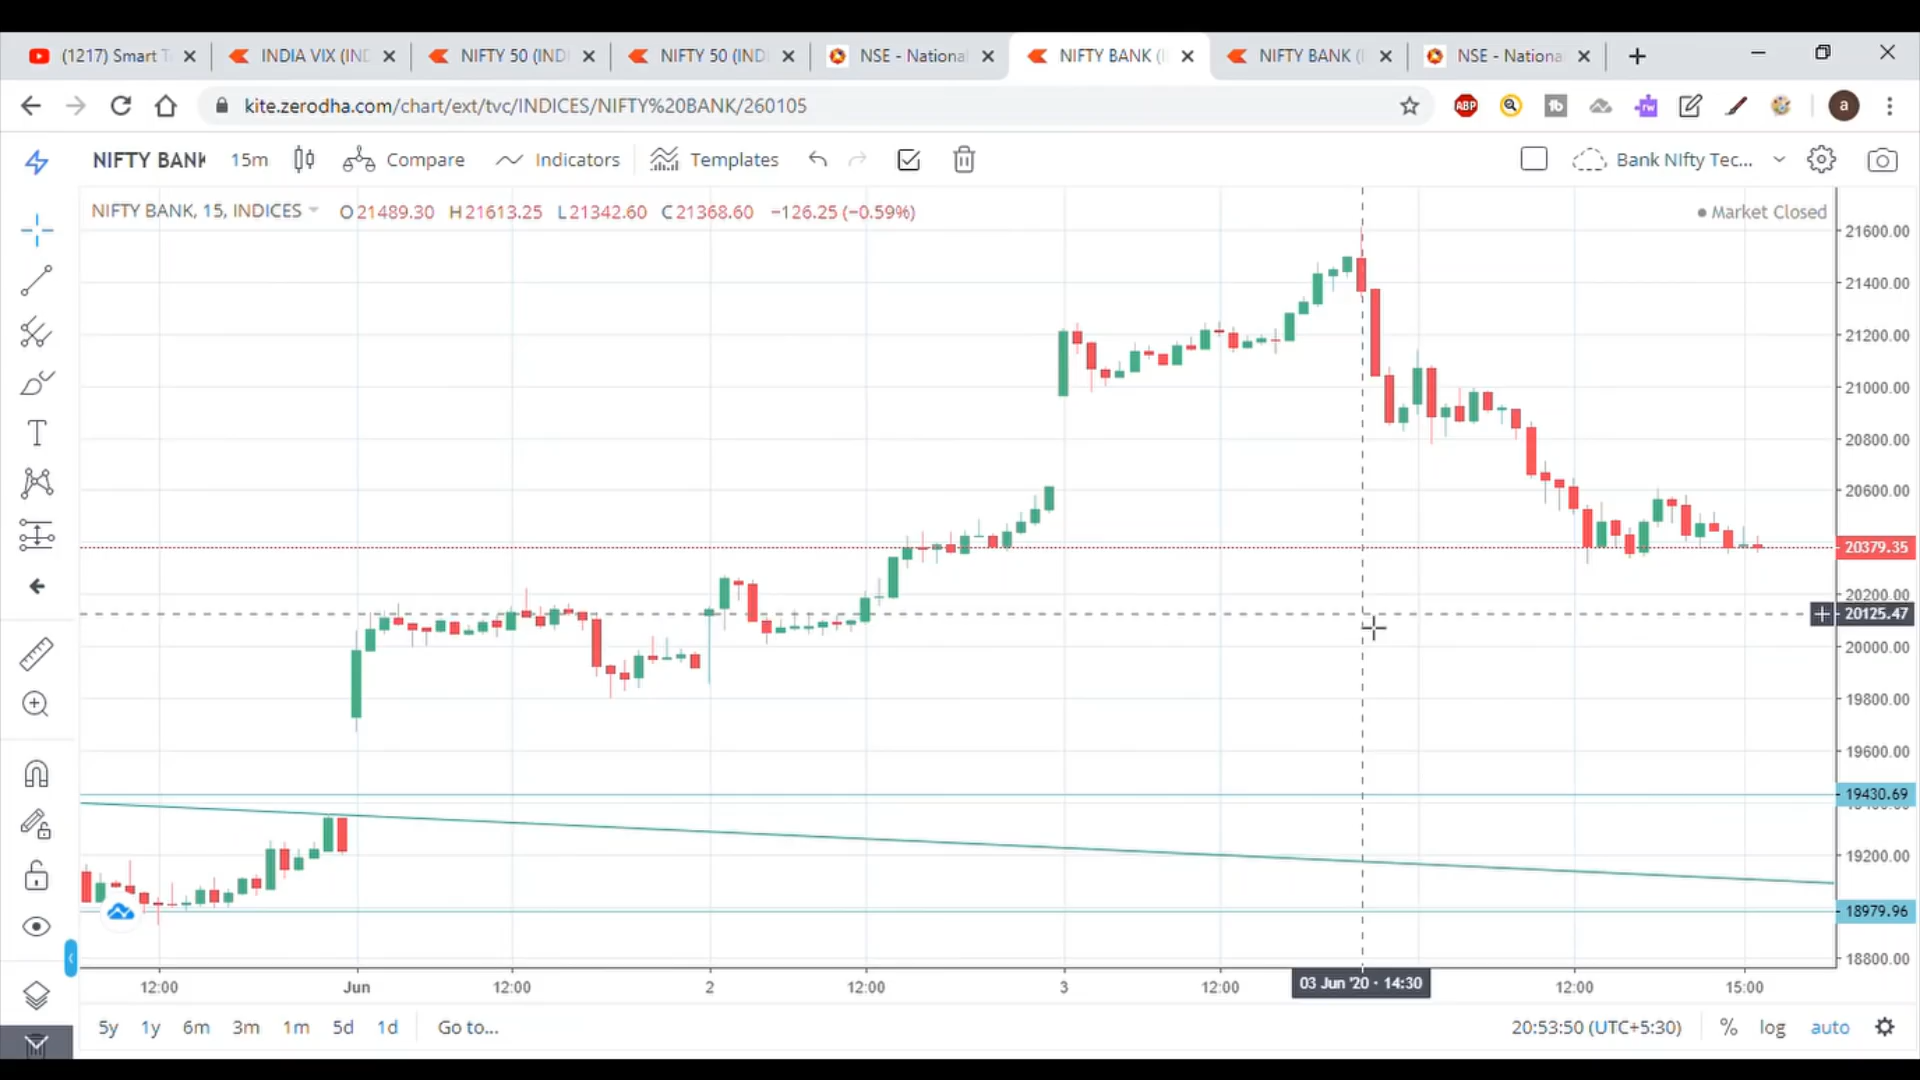 (1217) Smart T
INDIA VIX (IND
NIFTY 50 (INDI
NIFTY 50 (INDI
NSE - National
NIFTY BANK (I
NIFTY BANK (I
NSE - National
kite.zerodha.com/chart/ext/tvc/INDICES/NIFTY%20BANK/260105
ABP
fb
rw
a
NIFTY BANK
15m
Compare
Indicators
Templates
Bank NIfty Tec...
NIFTY BANK, 15, INDICES O21489.30 H21613.25 L21342.60 C21368.60 −126.25 (−0.59%)
Market Closed
21600.00
21400.00
21200.00
21000.00
20800.00
20600.00
20379.35
20200.00
20125.47
20000.00
19800.00
19600.00
19430.69
19200.00
18979.96
18800.00
12:00 Jun 12:00 2 12:00 3 12:00 03 Jun '20 - 14:30 12:00 15:00
5y 1y 6m 3m 1m 5d 1d Go to...
20:53:50 (UTC+5:30) % log auto